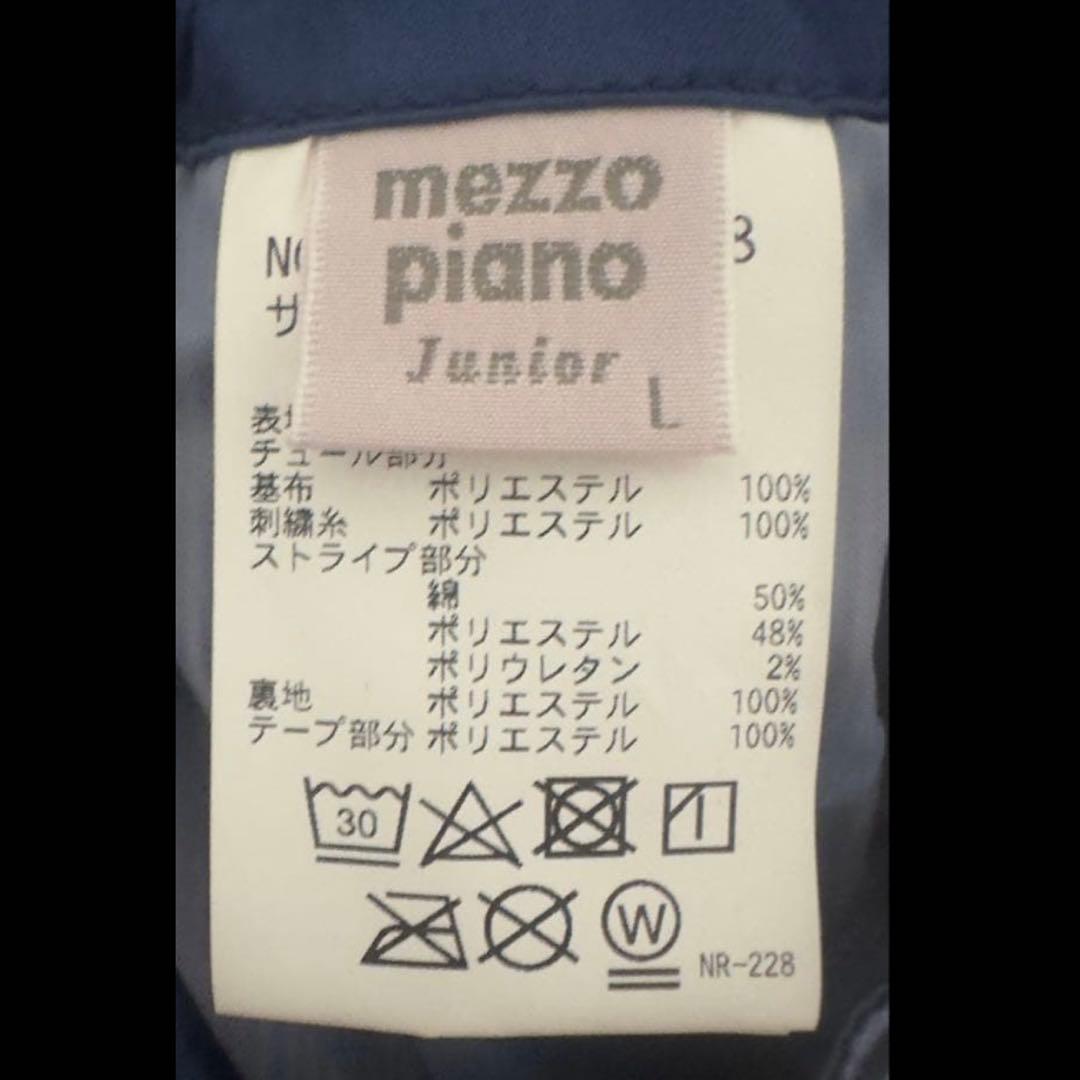 mezzo
piano
Junior
L
チュール部分
基布 ポリエステル 100%
刺繍糸 ポリエステル 100%
ストライプ部分
綿 50%
ポリエステル 48%
ポリウレタン 2%
裏地 ポリエステル 100%
テープ部分 ポリエステル 100%
30
W
NR-228